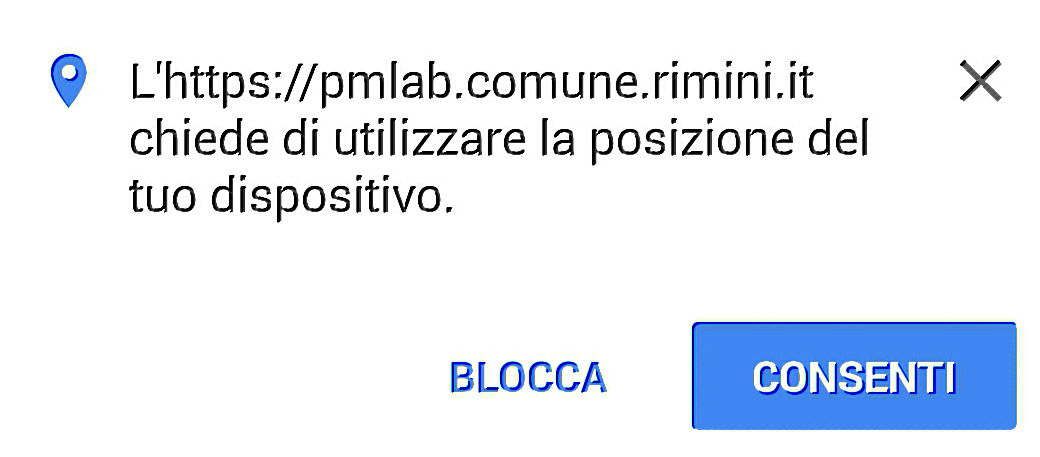 L'https://pmlab.comune.rimini.it
chiede di utilizzare la posizione del
tuo dispositivo.
BLOCCA CONSENTI